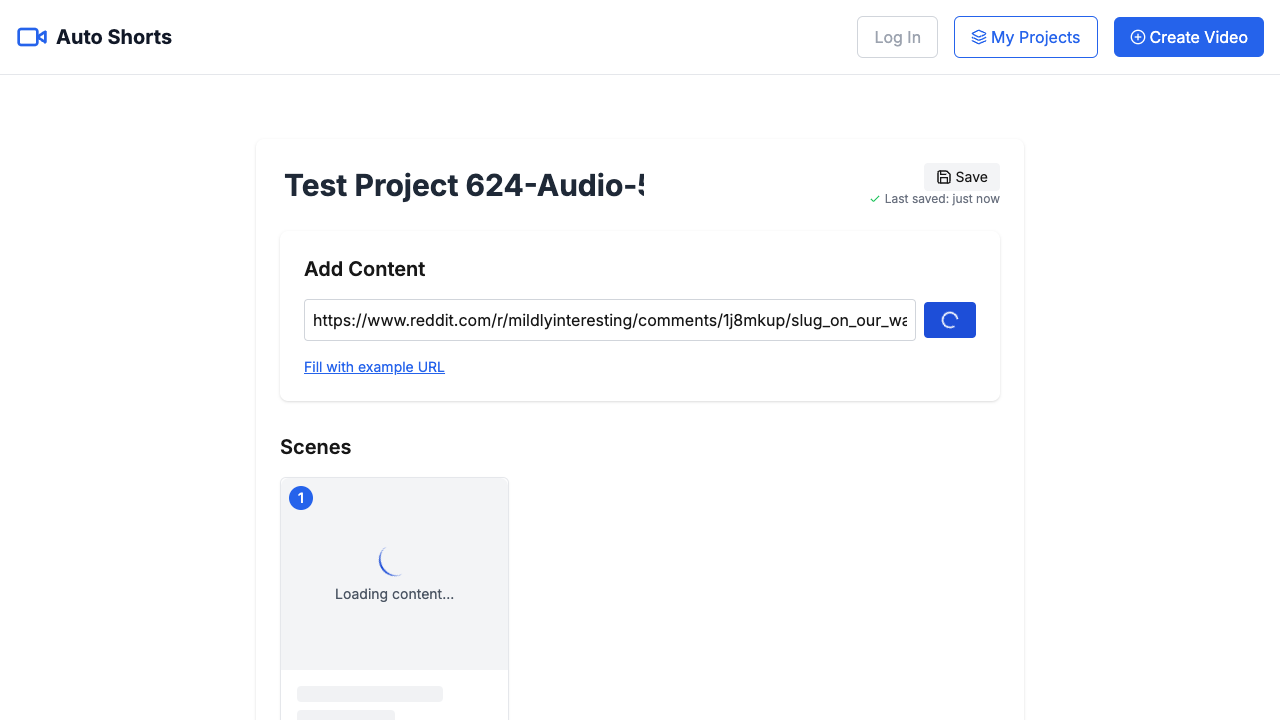 Auto Shorts
Log In
My Projects
Create Video
Test Project 624-Audio-
Save
Last saved: just now
Add Content
https://www.reddit.com/r/mildlyinteresting/comments/1j8mkup/slug_on_our_wa
Fill with example URL
Scenes
1
Loading content...